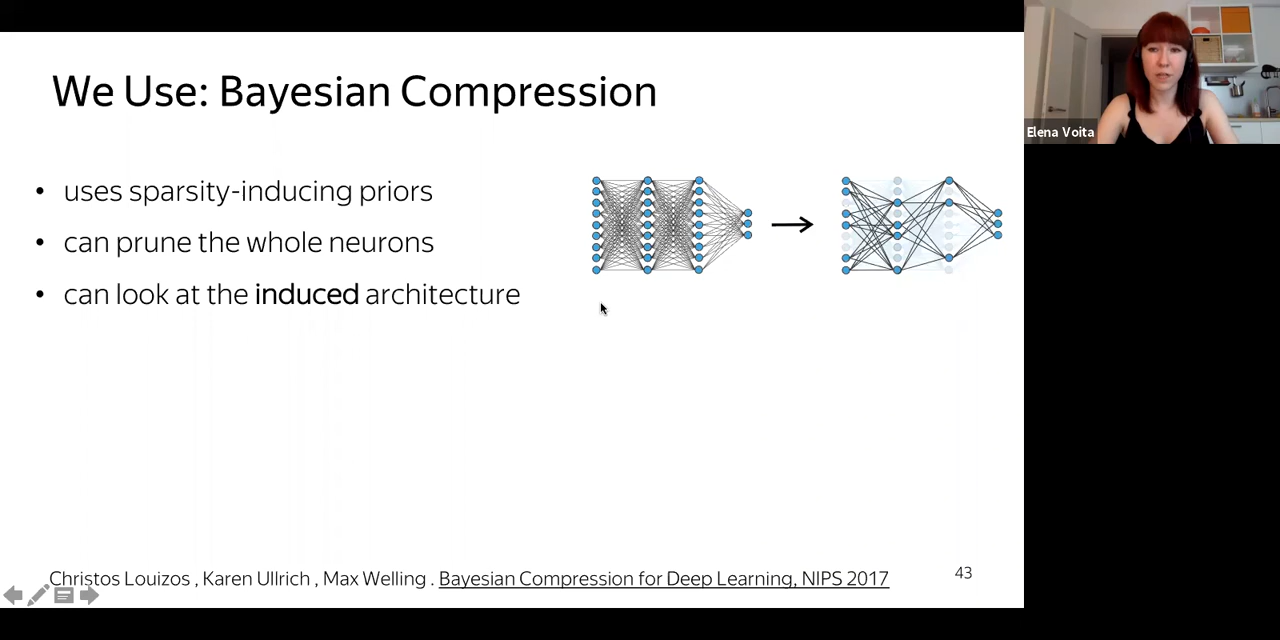 We Use: Bayesian Compression
• uses sparsity-inducing priors
• can prune the whole neurons
• can look at the induced architecture
Christos Louizos , Karen Ullrich , Max Welling . Bayesian Compression for Deep Learning, NIPS 2017
43
Elena Voita